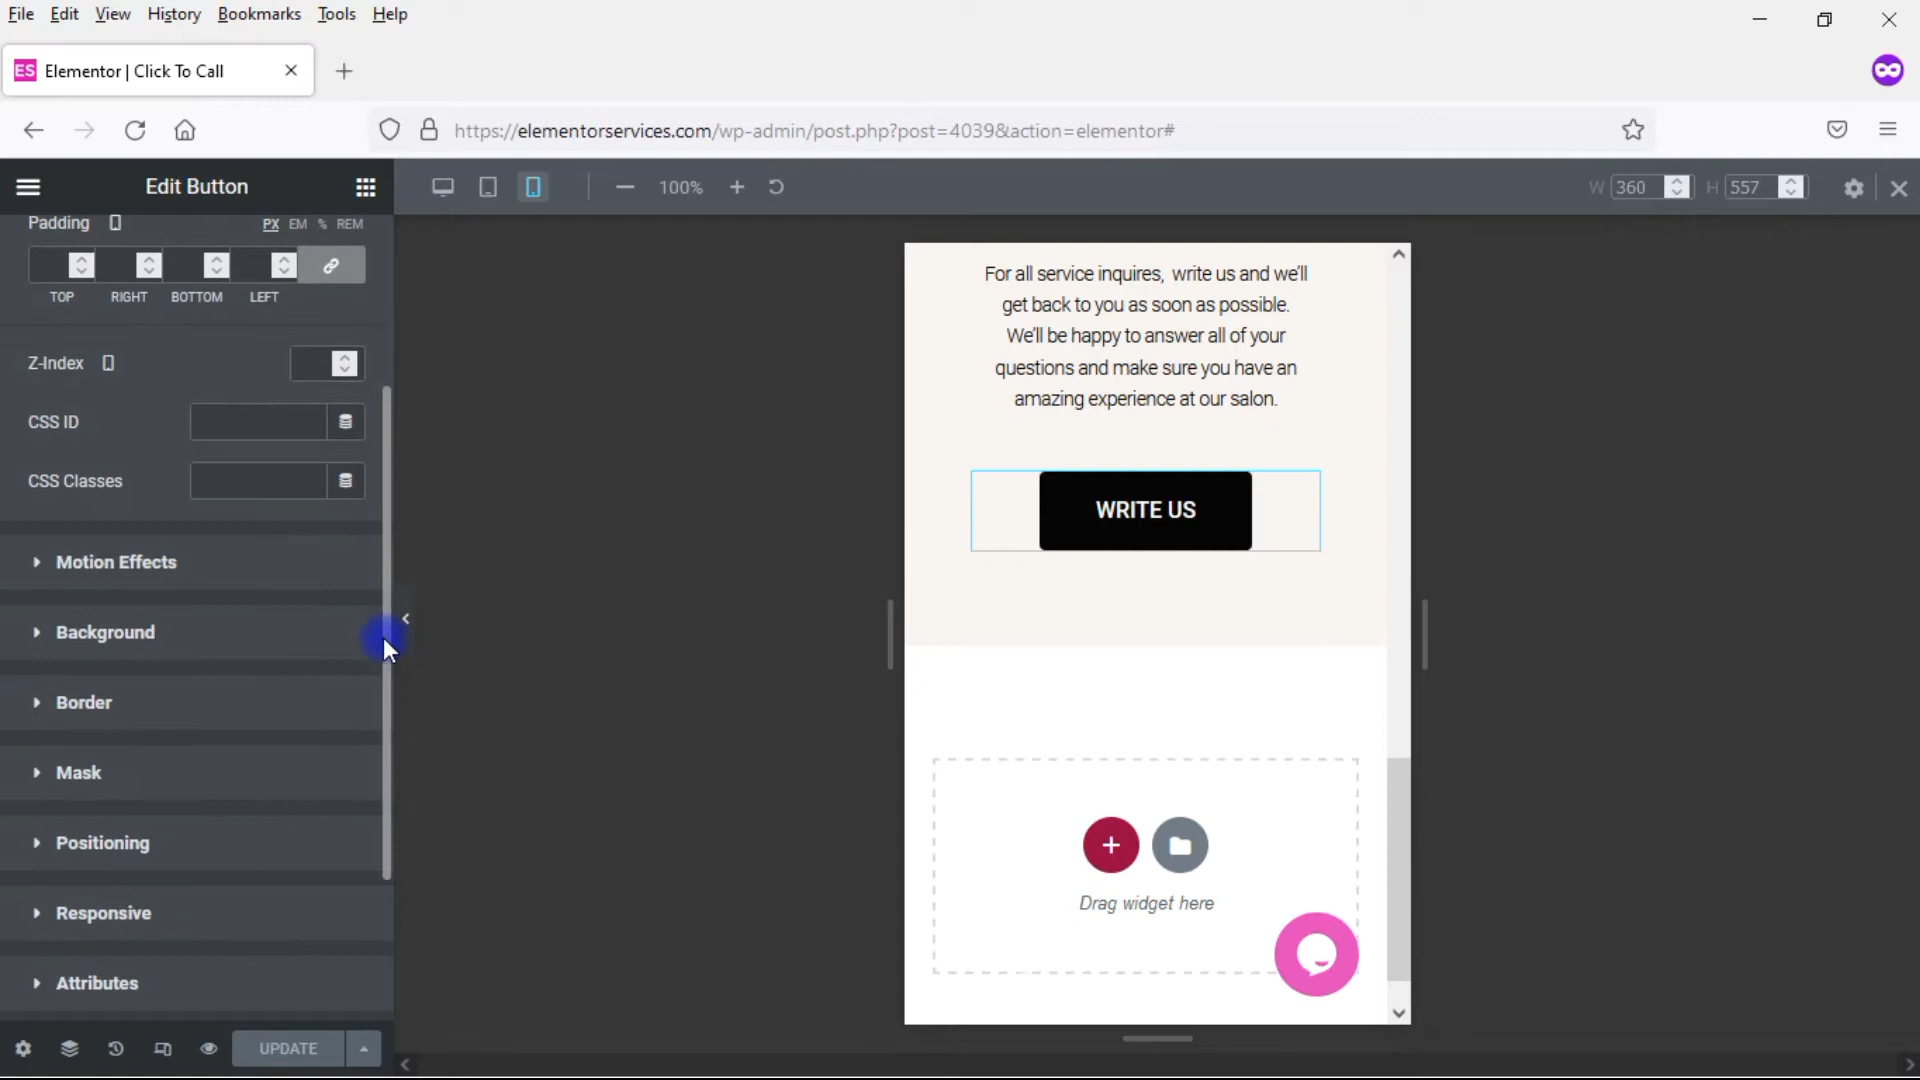 File Edit View History Bookmarks Tools Help
ES Elementor | Click To Call
https://elementorservices.com/wp-admin/post.php?post=4039&action=elementor#
Edit Button
100%
W 360 H 557
Padding PX EM % REM
TOP RIGHT BOTTOM LEFT
Z-Index
CSS ID
CSS Classes
Motion Effects
Background
Border
Mask
Positioning
Responsive
Attributes
UPDATE
For all service inquires, write us and we'll
get back to you as soon as possible.
We'll be happy to answer all of your
questions and make sure you have an
amazing experience at our salon.
WRITE US
Drag widget here